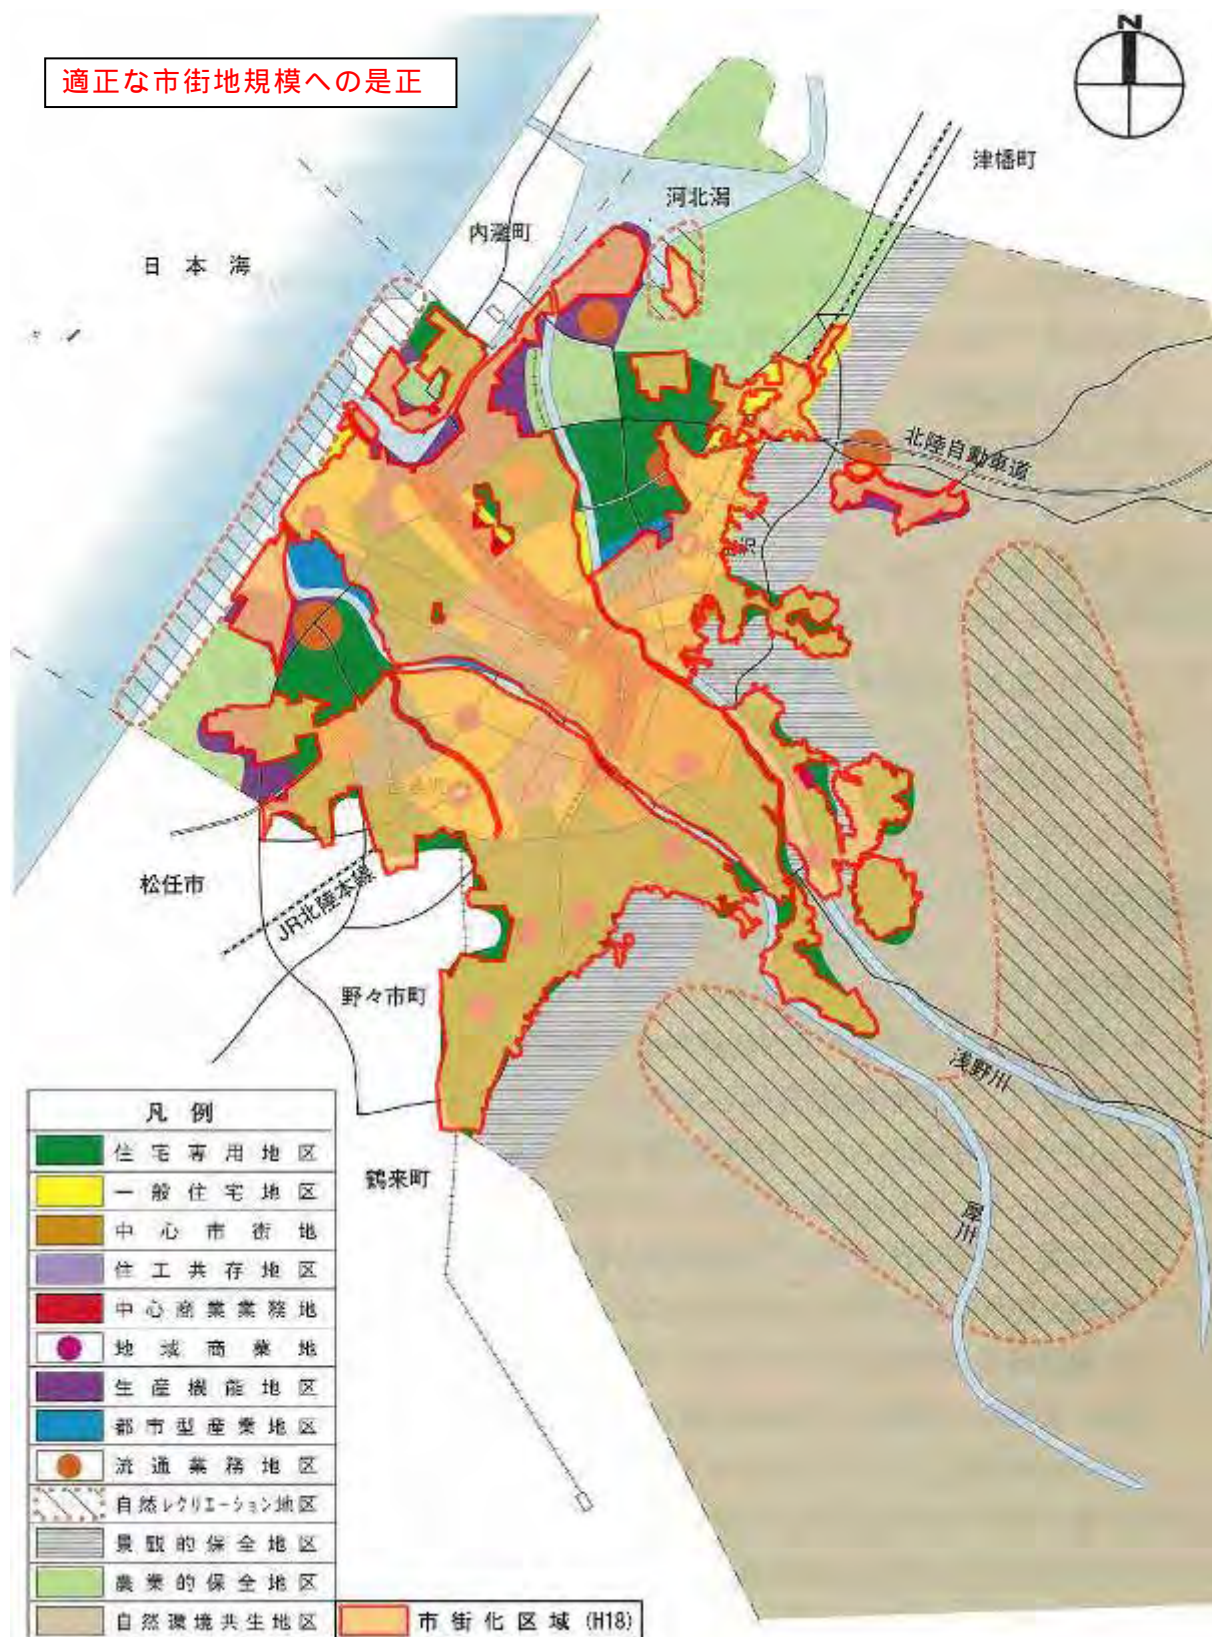 適正な市街地規模への是正
N
津幡町
河北潟
内灘町
日本海
北陸自動車道
松任市
JR北陸本線
野々市町
浅野川
鶴来町
犀川
凡例
住宅専用地区
一般住宅地区
中心市街地
住工共存地区
中心商業業務地
地域商業地
生産機能地区
都市型産業地区
流通業務地区
自然レクリエーション地区
景観的保全地区
農業的保全地区
自然環境共生地区
市街化区域(H18)